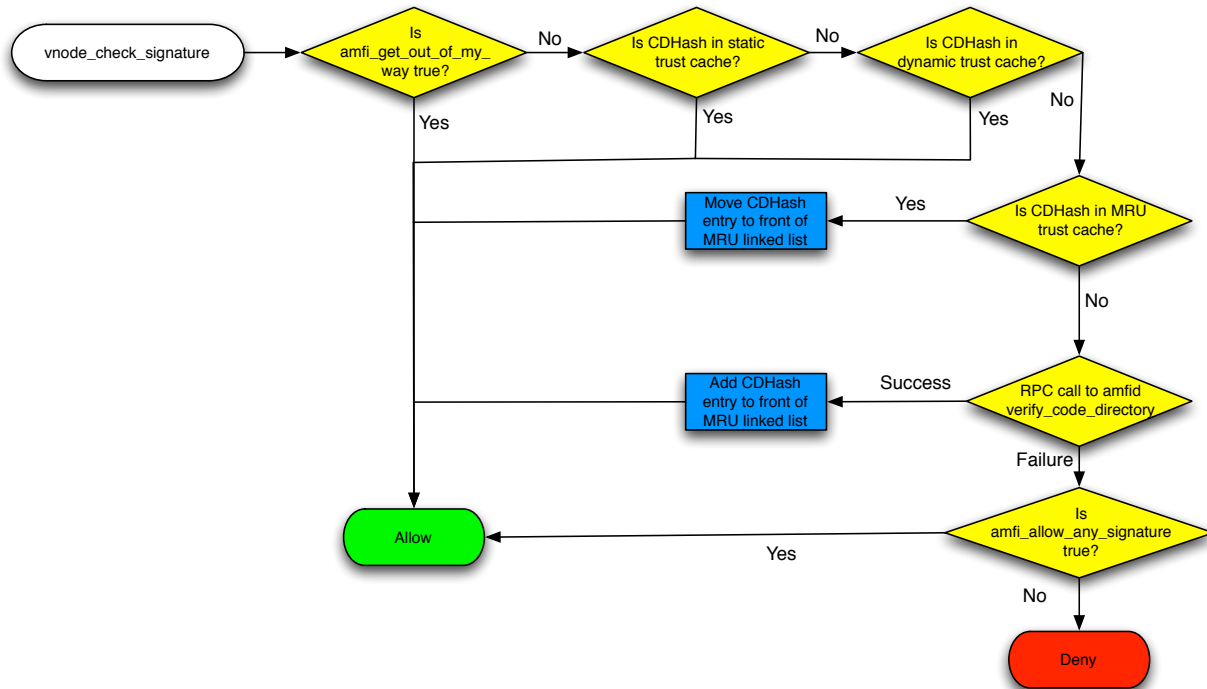 vnode_check_signature
Is
amfi_get_out_of_my_
way true?
No
Is CDHash in static
trust cache?
No
Is CDHash in
dynamic trust cache?
Yes
Yes
Yes
No
Move CDHash
entry to front of
MRU linked list
Yes
Is CDHash in MRU
trust cache?
No
Add CDHash
entry to front of
MRU linked list
Success
RPC call to amfid
verify_code_directory
Failure
Allow
Yes
Is
amfi_allow_any_signature
true?
No
Deny